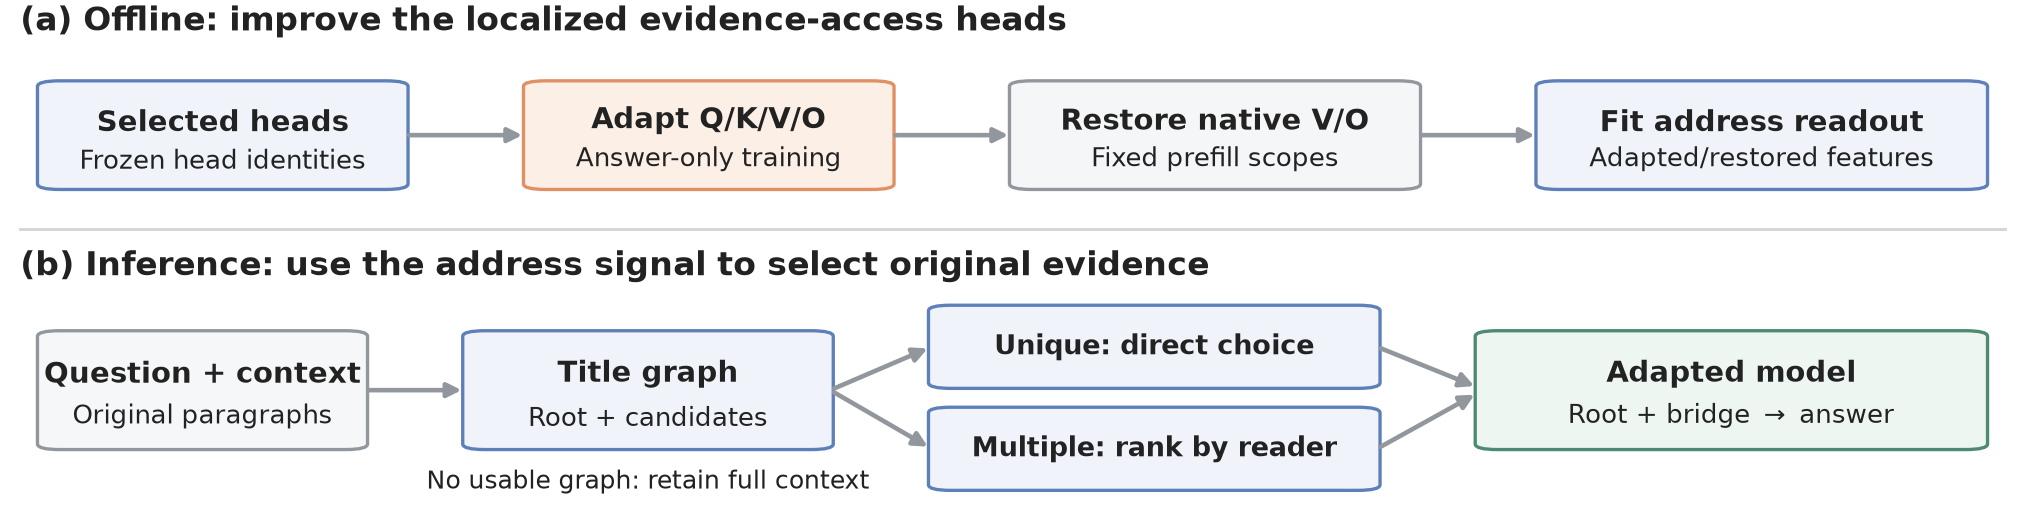 (a) Offline: improve the localized evidence-access heads
Selected heads
Frozen head identities
Adapt Q/K/V/O
Answer-only training
Restore native V/O
Fixed prefill scopes
Fit address readout
Adapted/restored features
(b) Inference: use the address signal to select original evidence
Question + context
Original paragraphs
Title graph
Root + candidates
No usable graph: retain full context
Unique: direct choice
Multiple: rank by reader
Adapted model
Root + bridge → answer